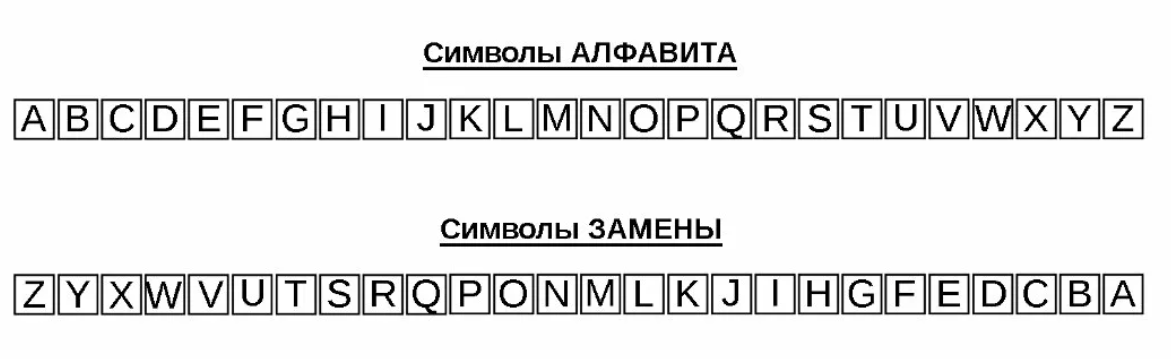 Символы АЛФАВИТА
A B C D E F G H I J K L M N O P Q R S T U V W X Y Z
Символы ЗАМЕНЫ
Z Y X W V U T S R Q P O N M L K J I H G F E D C B A